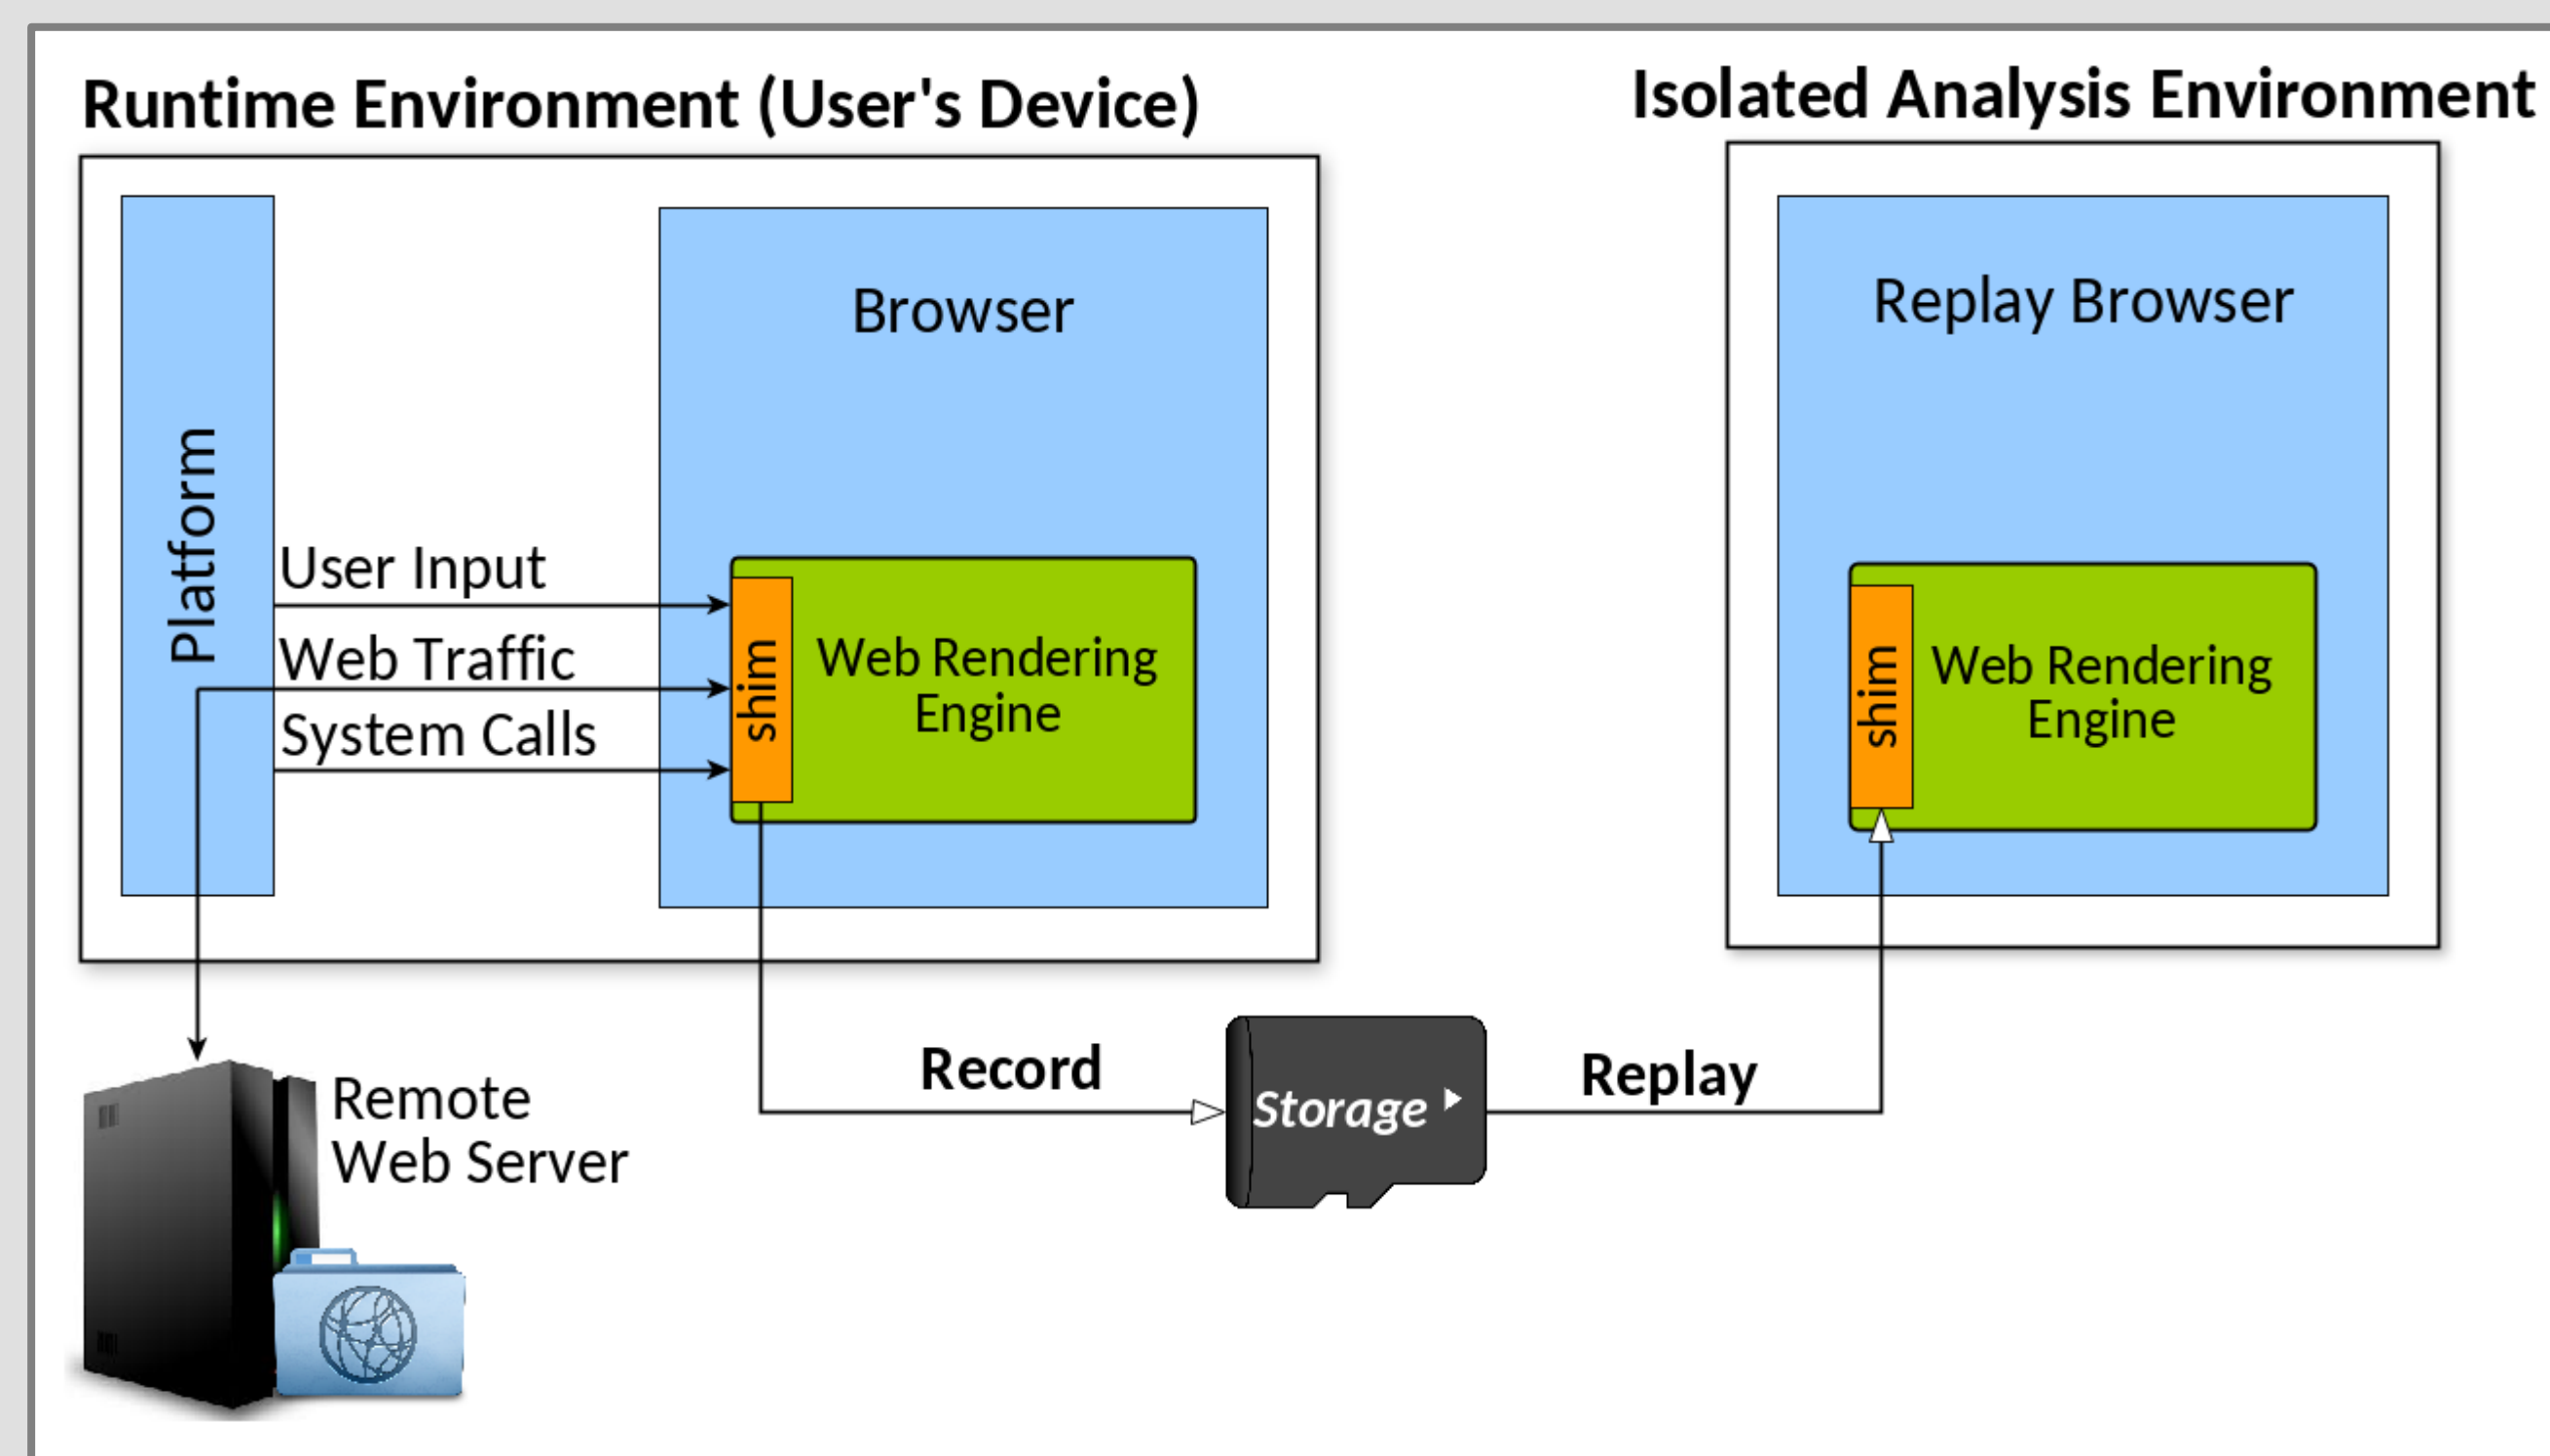 Runtime Environment (User's Device)
Isolated Analysis Environment
Platform
Browser
User Input
Web Traffic
System Calls
shim
Web Rendering
Engine
Replay Browser
shim
Web Rendering
Engine
Record
Storage
Replay
Remote
Web Server